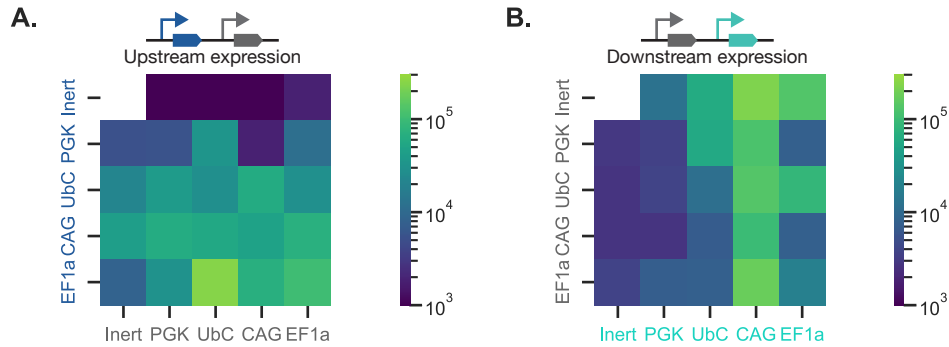 A.
Upstream expression
Inert
PGK
UbC
CAG
EF1a
Inert PGK UbC CAG EF1a
10^5
10^4
10^3
B.
Downstream expression
Inert
PGK
UbC
CAG
EF1a
Inert PGK UbC CAG EF1a
10^5
10^4
10^3